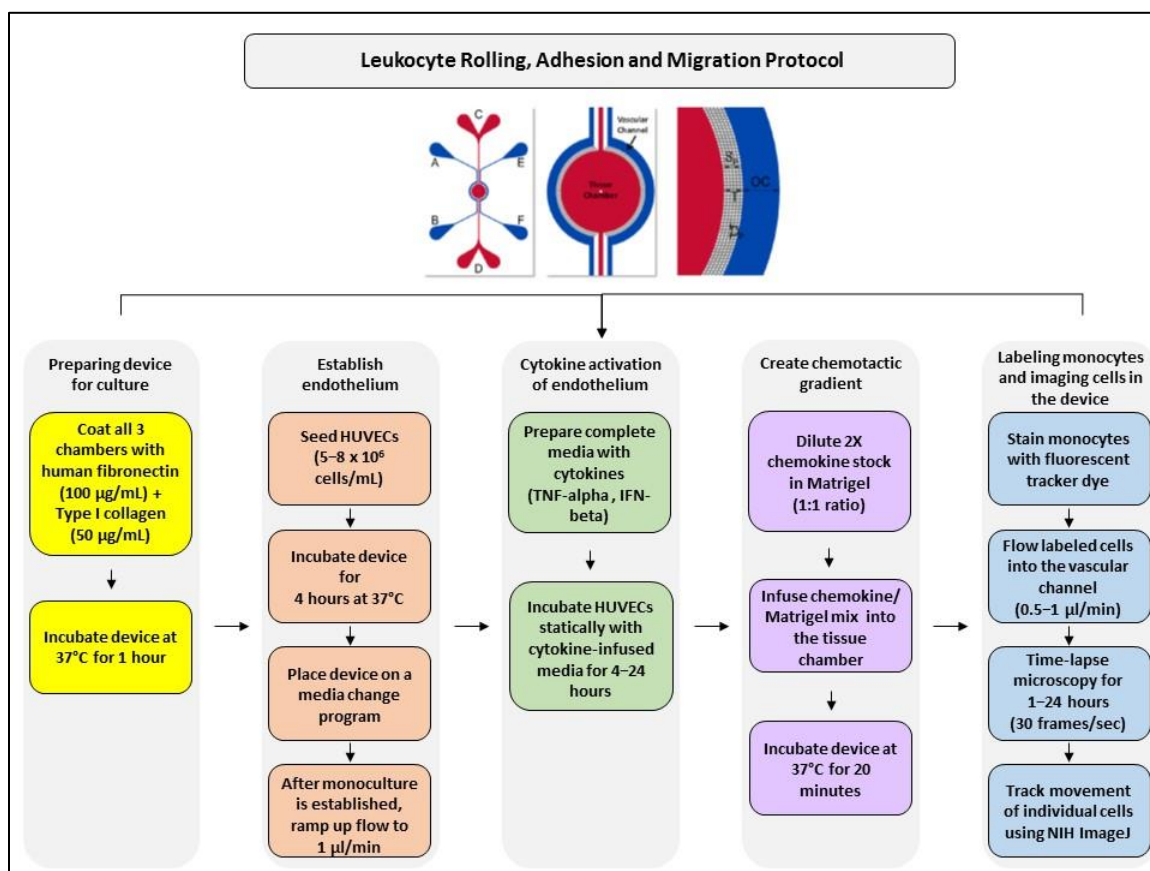 Leukocyte Rolling, Adhesion and Migration Protocol
C
A
E
B
F
D
Vascular
Channel
Tissue
Chamber
OC
T
Preparing device
for culture
Coat all 3
chambers with
human fibronectin
(100 µg/mL) +
Type I collagen
(50 µg/mL)
Incubate device at
37°C for 1 hour
Establish
endothelium
Seed HUVECs
(5–8 x 10⁶
cells/mL)
Incubate device
for
4 hours at 37°C
Place device on a
media change
program
After monoculture
is established,
ramp up flow to
1 µl/min
Cytokine activation
of endothelium
Prepare complete
media with
cytokines
(TNF-alpha , IFN-
beta)
Incubate HUVECs
statically with
cytokine-infused
media for 4–24
hours
Create chemotactic
gradient
Dilute 2X
chemokine stock
in Matrigel
(1:1 ratio)
Infuse chemokine/
Matrigel mix into
the tissue
chamber
Incubate device at
37°C for 20
minutes
Labeling monocytes
and imaging cells in
the device
Stain monocytes
with fluorescent
tracker dye
Flow labeled cells
into the vascular
channel
(0.5–1 µl/min)
Time-lapse
microscopy for
1–24 hours
(30 frames/sec)
Track movement
of individual cells
using NIH ImageJ